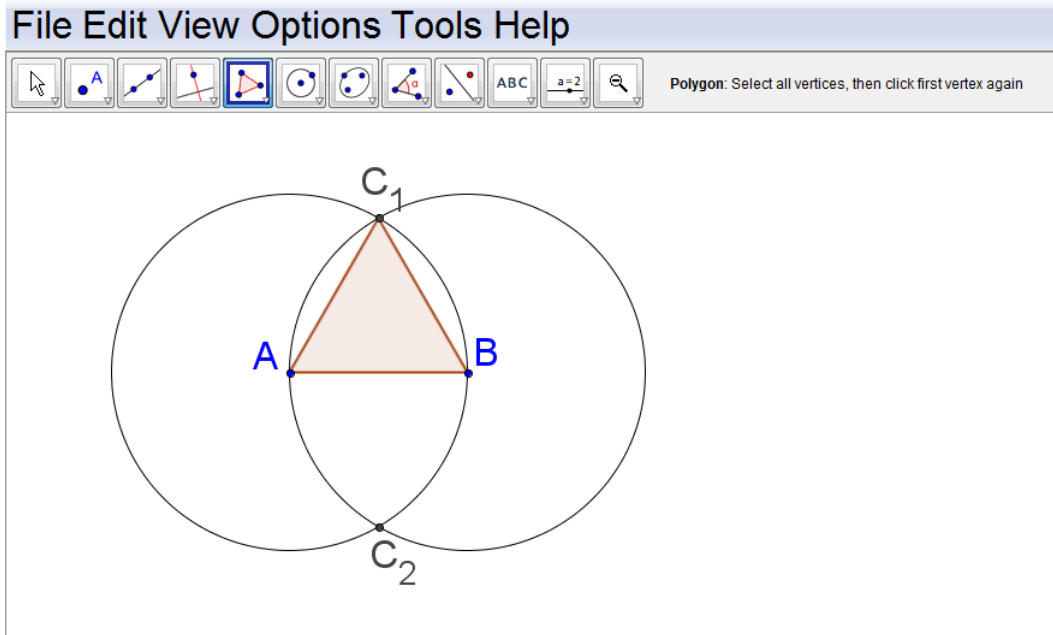 File Edit View Options Tools Help
A α ABC a=2 Polygon: Select all vertices, then click first vertex again
C1
A B
C2